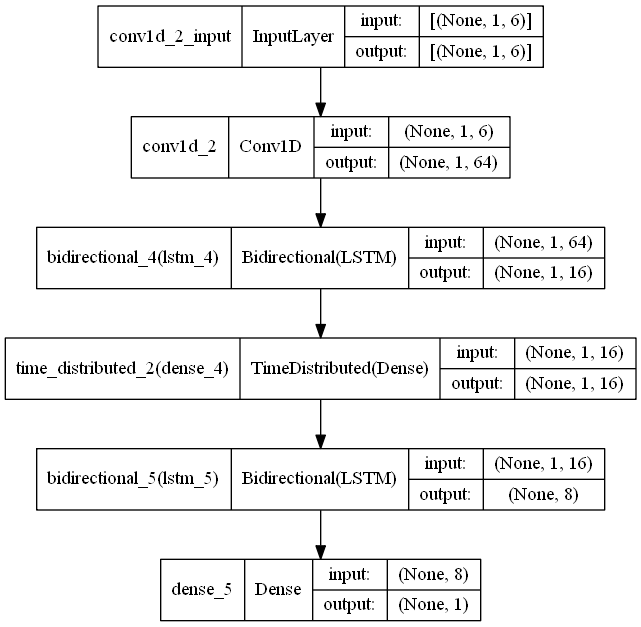 conv1d_2_input InputLayer input: [(None, 1, 6)]
output: [(None, 1, 6)]
conv1d_2 Conv1D input: (None, 1, 6)
output: (None, 1, 64)
bidirectional_4(lstm_4) Bidirectional(LSTM) input: (None, 1, 64)
output: (None, 1, 16)
time_distributed_2(dense_4) TimeDistributed(Dense) input: (None, 1, 16)
output: (None, 1, 16)
bidirectional_5(lstm_5) Bidirectional(LSTM) input: (None, 1, 16)
output: (None, 8)
dense_5 Dense input: (None, 8)
output: (None, 1)